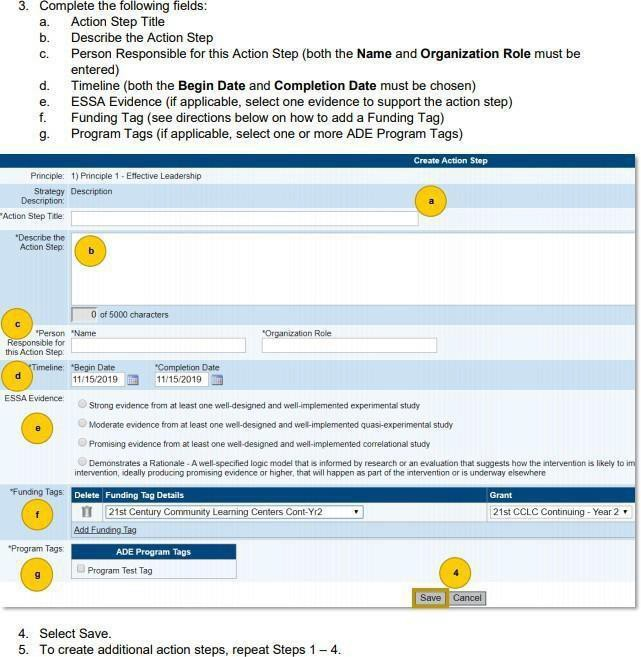 3. Complete the following fields:
a. Action Step Title
b. Describe the Action Step
c. Person Responsible for this Action Step (both the Name and Organization Role must be
entered)
d. Timeline (both the Begin Date and Completion Date must be chosen)
e. ESSA Evidence (if applicable, select one evidence to support the action step)
f. Funding Tag (see directions below on how to add a Funding Tag)
g. Program Tags (if applicable, select one or more ADE Program Tags)
Create Action Step
Principle: 1) Principle 1 - Effective Leadership
Strategy Description
Description:
a
*Action Step Title:
*Describe the
Action Step:
b
0 of 5000 characters
c
*Person *Name *Organization Role
Responsible for
this Action Step:
d
*Timeline: *Begin Date *Completion Date
11/15/2019 11/15/2019
ESSA Evidence:
Strong evidence from at least one well-designed and well-implemented experimental study
e
Moderate evidence from at least one well-designed and well-implemented quasi-experimental study
Promising evidence from at least one well-designed and well-implemented correlational study
Demonstrates a Rationale - A well-specified logic model that is informed by research or an evaluation that suggests how the intervention is likely to im
intervention, ideally producing promising evidence or higher, that will happen as part of the intervention or is underway elsewhere
*Funding Tags: Delete Funding Tag Details Grant
f
21st Century Community Learning Centers Cont-Yr2 21st CCLC Continuing - Year 2
Add Funding Tag
*Program Tags: ADE Program Tags
g
Program Test Tag
4
Save Cancel
4. Select Save.
5. To create additional action steps, repeat Steps 1 – 4.